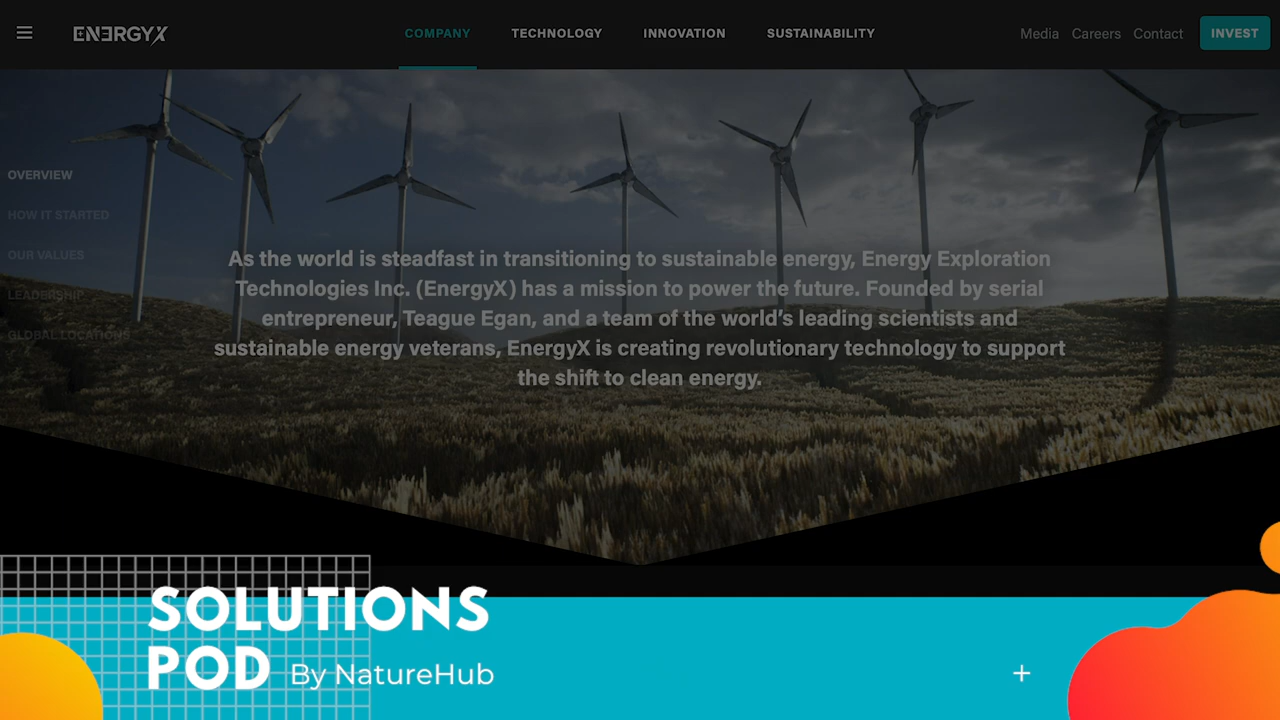 ENERGYX
COMPANY
TECHNOLOGY
INNOVATION
SUSTAINABILITY
Media
Careers
Contact
INVEST
OVERVIEW
HOW IT STARTED
OUR VALUES
LEADERSHIP
GLOBAL LOCATIONS
As the world is steadfast in transitioning to sustainable energy, Energy Exploration
Technologies Inc. (EnergyX) has a mission to power the future. Founded by serial
entrepreneur, Teague Egan, and a team of the world's leading scientists and
sustainable energy veterans, EnergyX is creating revolutionary technology to support
the shift to clean energy.
SOLUTIONS
POD By NatureHub